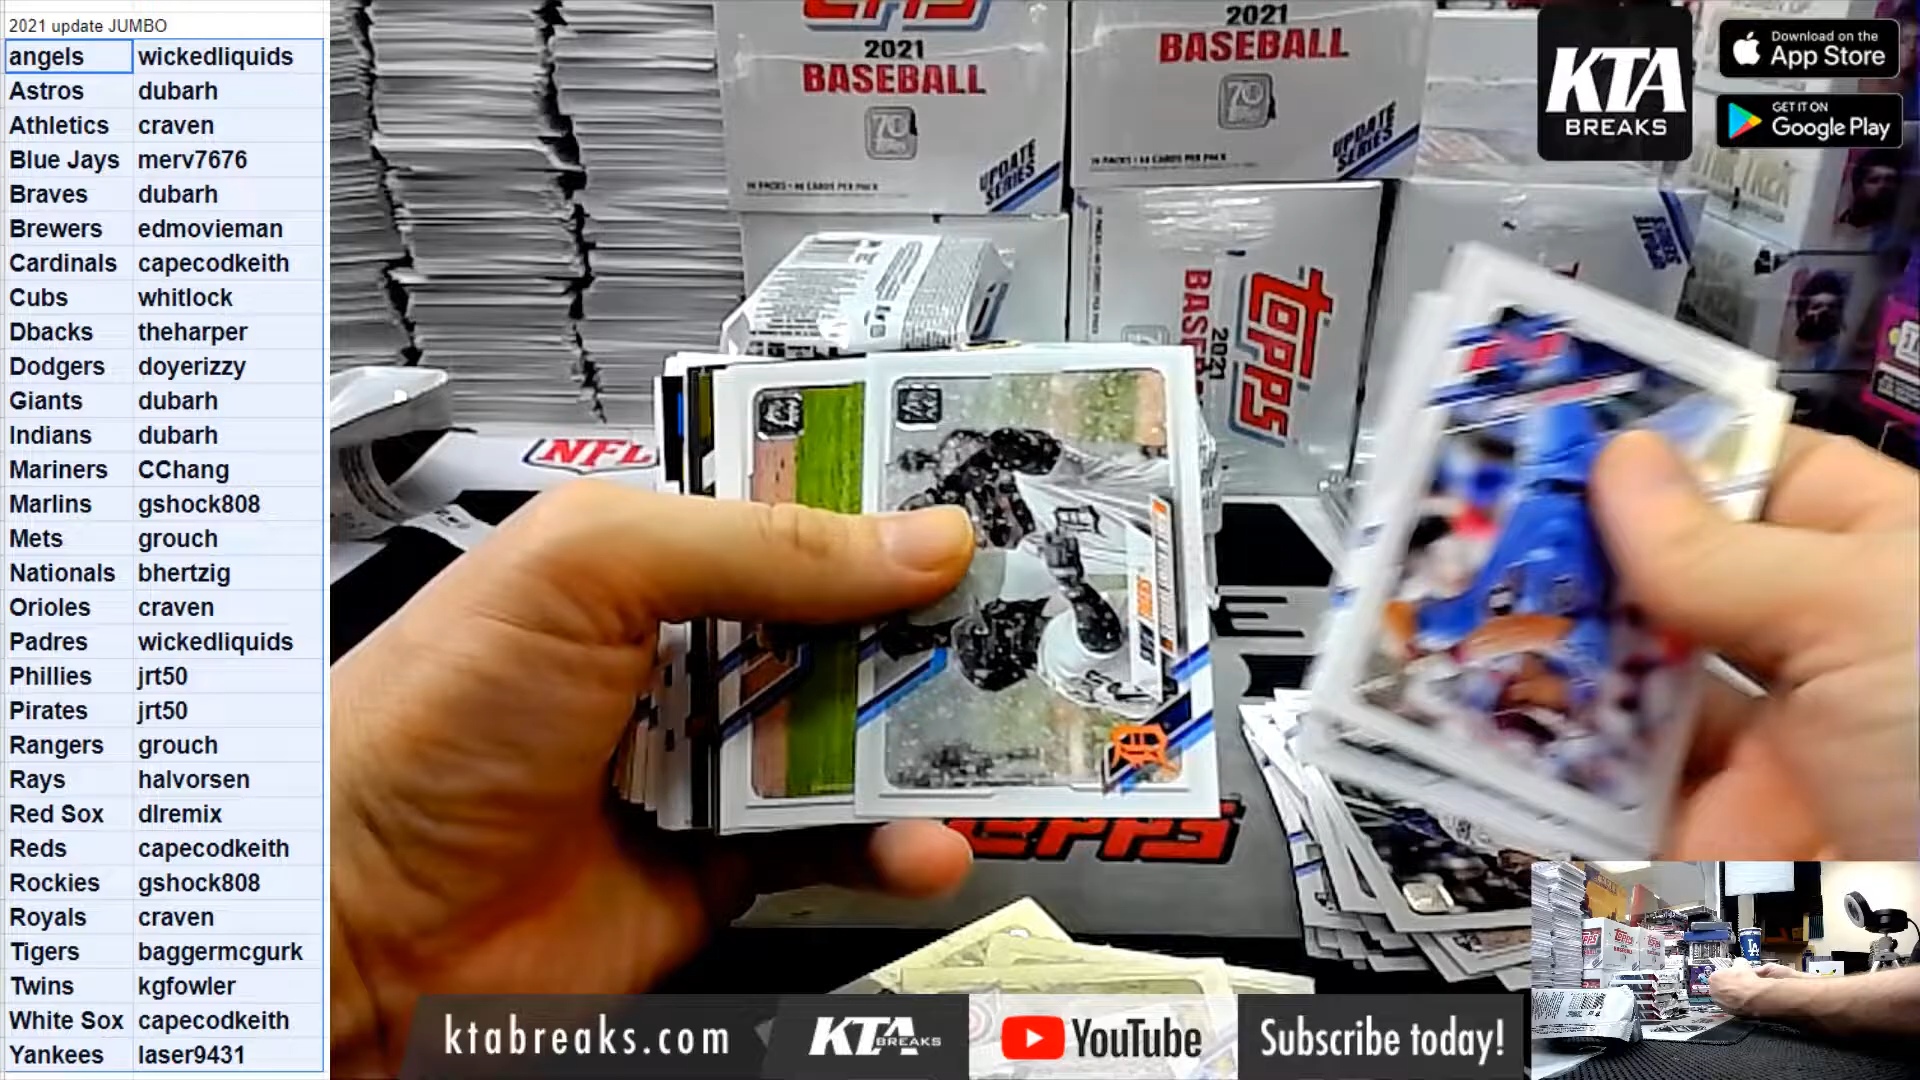 2021 update JUMBO
angels wickedliquids
Astros dubarh
Athletics craven
Blue Jays merv7676
Braves dubarh
Brewers edmovieman
Cardinals capecodkeith
Cubs whitlock
Dbacks theharper
Dodgers doyerizzy
Giants dubarh
Indians dubarh
Mariners CChang
Marlins gshock808
Mets grouch
Nationals bhertzig
Orioles craven
Padres wickedliquids
Phillies jrt50
Pirates jrt50
Rangers grouch
Rays halvorsen
Red Sox dlremix
Reds capecodkeith
Rockies gshock808
Royals craven
Tigers baggermcgurk
Twins kgfowler
White Sox capecodkeith
Yankees laser9431
2021
BASEBALL
70
UPDATE
SERIES
2021
BASEBALL
70
UPDATE
SERIES
KTA
BREAKS
Download on the
App Store
GET IT ON
Google Play
TOPPS
2021
NFL
TOPPS
ktabreaks.com
KTA
BREAKS
YouTube
Subscribe today!